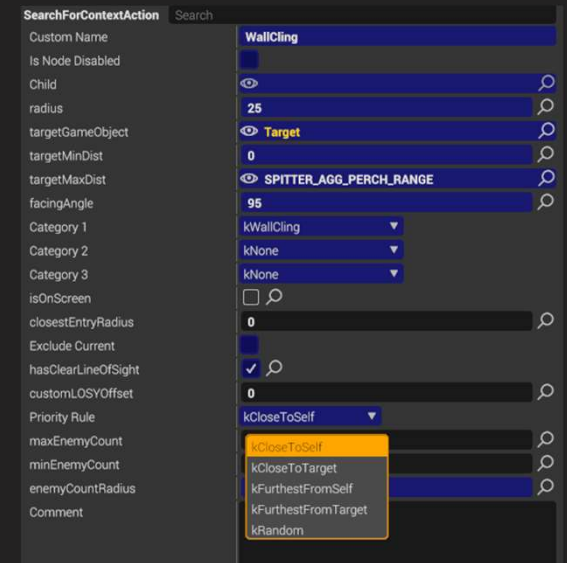 SearchForContextAction Search
Custom Name WallCling
Is Node Disabled
Child
radius 25
targetGameObject Target
targetMinDist 0
targetMaxDist SPITTER_AGG_PERCH_RANGE
facingAngle 95
Category 1 kWallCling
Category 2 kNone
Category 3 kNone
isOnScreen
closestEntryRadius 0
Exclude Current
hasClearLineOfSight
customLOSYOffset 0
Priority Rule kCloseToSelf
maxEnemyCount
kCloseToSelf
minEnemyCount
kCloseToTarget
enemyCountRadius
kFurthestFromSelf
Comment
kFurthestFromTarget
kRandom